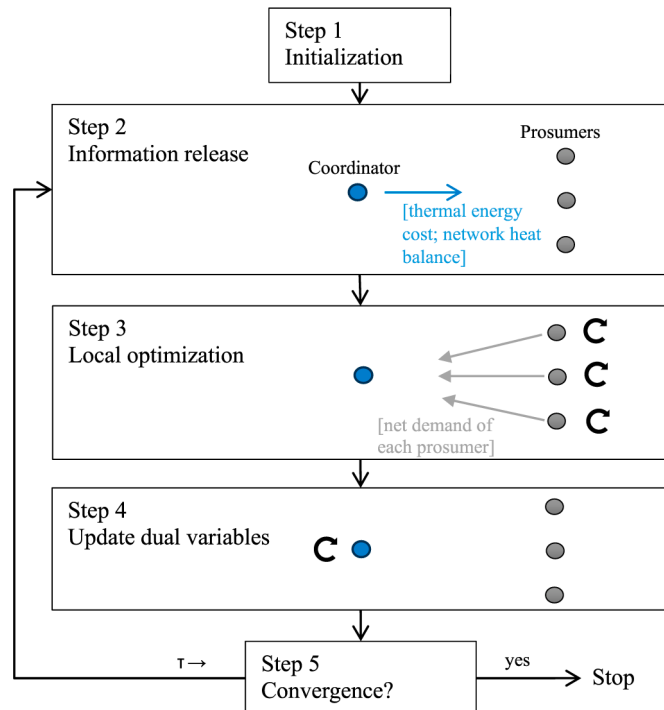 Step 1
Initialization
Step 2
Information release
Prosumers
Coordinator
[thermal energy
cost; network heat
balance]
Step 3
Local optimization
[net demand of
each prosumer]
Step 4
Update dual variables
τ →
Step 5
Convergence?
yes
Stop